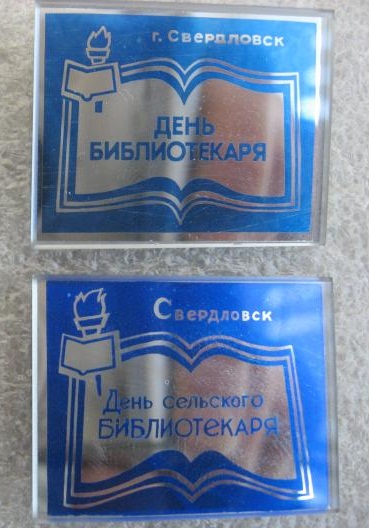 г. Свердловск
ДЕНЬ
БИБЛИОТЕКАРЯ
Свердловск
День сельского
БИБЛИОТЕКАРЯ